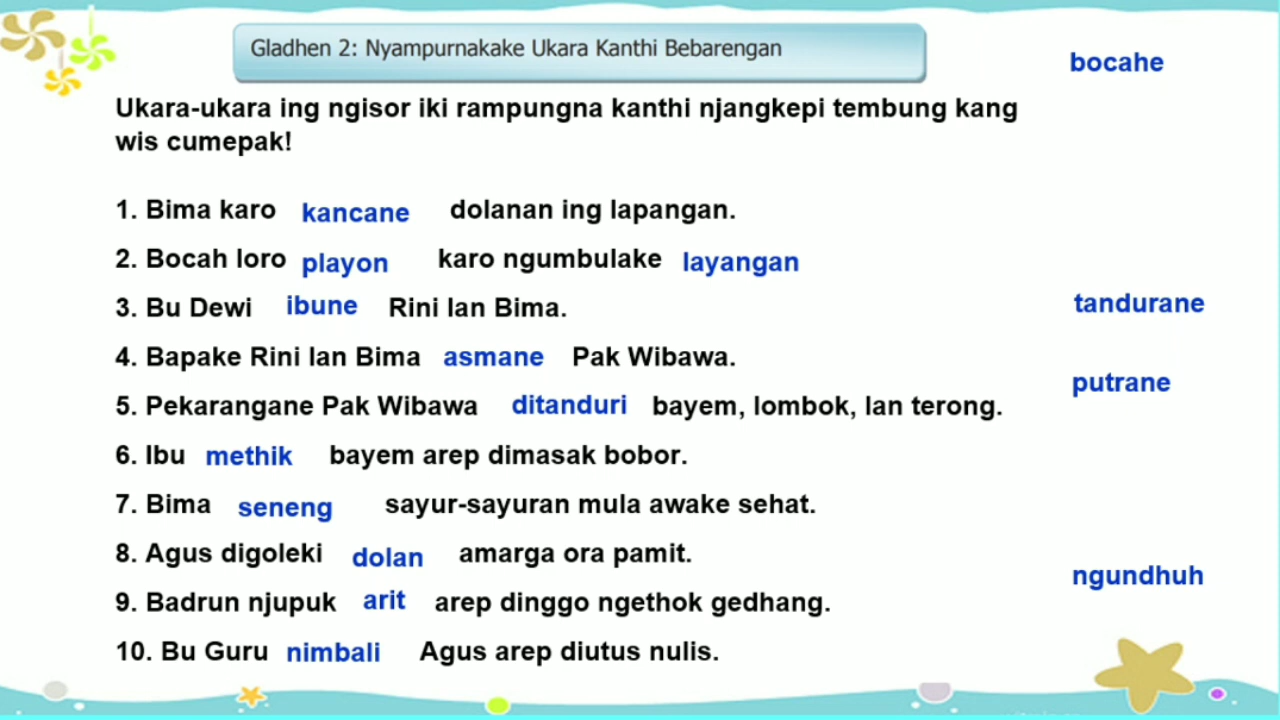 Gladhen 2: Nyampurnakake Ukara Kanthi Bebarengan
bocahe
Ukara-ukara ing ngisor iki rampungna kanthi njangkepi tembung kang
wis cumepak!
1. Bima karo kancane dolanan ing lapangan.
2. Bocah loro playon karo ngumbulake layangan
3. Bu Dewi ibune Rini lan Bima.
tandurane
4. Bapake Rini lan Bima asmane Pak Wibawa.
putrane
5. Pekarangane Pak Wibawa ditanduri bayem, lombok, lan terong.
6. Ibu methik bayem arep dimasak bobor.
7. Bima seneng sayur-sayuran mula awake sehat.
8. Agus digoleki dolan amarga ora pamit.
ngundhuh
9. Badrun njupuk arit arep dinggo ngethok gedhang.
10. Bu Guru nimbali Agus arep diutus nulis.